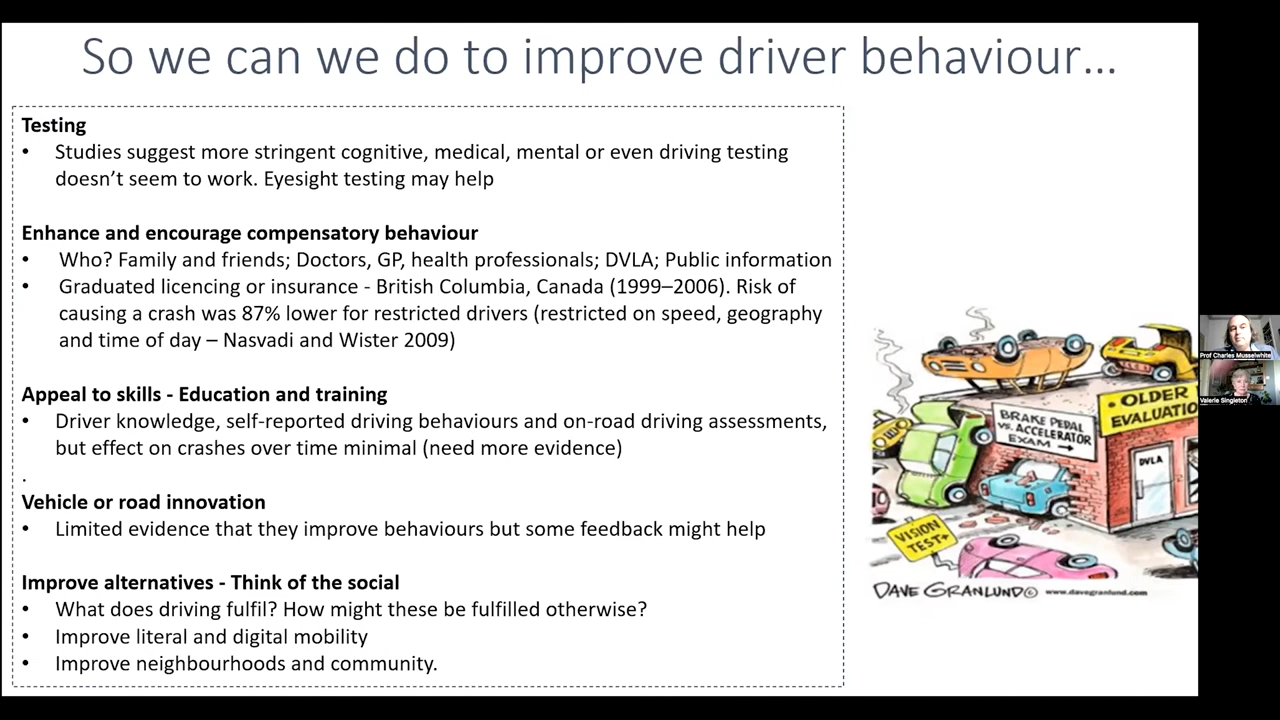 So we can we do to improve driver behaviour...
Testing
• Studies suggest more stringent cognitive, medical, mental or even driving testing
doesn't seem to work. Eyesight testing may help
Enhance and encourage compensatory behaviour
• Who? Family and friends; Doctors, GP, health professionals; DVLA; Public information
• Graduated licencing or insurance - British Columbia, Canada (1999–2006). Risk of
causing a crash was 87% lower for restricted drivers (restricted on speed, geography
and time of day – Nasvadi and Wister 2009)
Appeal to skills - Education and training
• Driver knowledge, self-reported driving behaviours and on-road driving assessments,
but effect on crashes over time minimal (need more evidence)
.
Vehicle or road innovation
• Limited evidence that they improve behaviours but some feedback might help
Improve alternatives - Think of the social
• What does driving fulfil? How might these be fulfilled otherwise?
• Improve literal and digital mobility
• Improve neighbourhoods and community.
• OLDER
EVALUATIO
BRAKE PEDAL
VS. ACCELERATOR
EXAM →
DVLA
VISION
TEST
DAVE GRANLUND© www.davegranlund.com
Prof Charles Musselwhite
Valerie Singleton